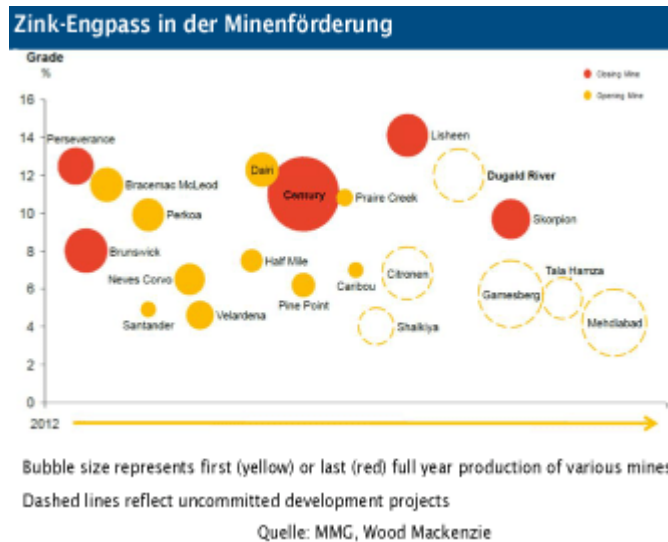 Zink-Engpass in der Minenförderung
Grade
%
Closing Mine
Opening Mine
16
14
12
10
8
6
4
2
0
Perseverance
Bracemac McLeod
Perkoa
Brunswick
Neves Corvo
Santander
Velardena
Dairi
Century
Praire Creek
Half Mile
Pine Point
Caribou
Lisheen
Dugald River
Skorpion
Citronen
Shalkiya
Tala Hamza
Gamesberg
Mehdiabad
2012
Bubble size represents first (yellow) or last (red) full year production of various mines
Dashed lines reflect uncommitted development projects
Quelle: MMG, Wood Mackenzie